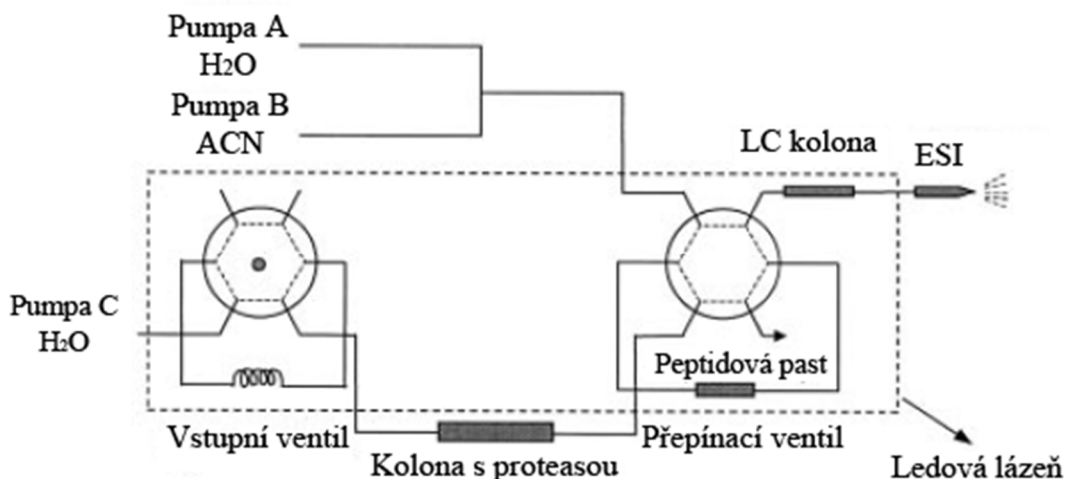 Pumpa A
H2O
Pumpa B
ACN
LC kolona
ESI
Pumpa C
H2O
Peptidová past
Vstupní ventil
Přepínací ventil
Kolona s proteasou
Ledová lázeň